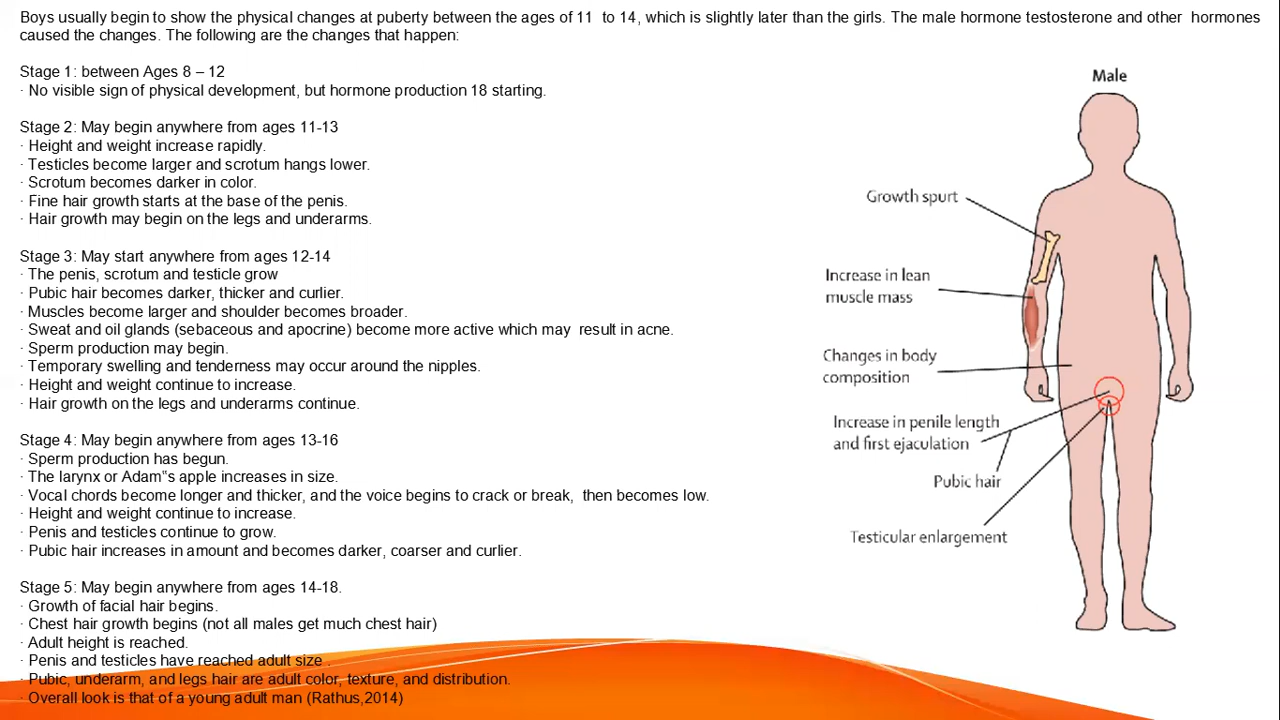 Boys usually begin to show the physical changes at puberty between the ages of 11 to 14, which is slightly later than the girls. The male hormone testosterone and other hormones
caused the changes. The following are the changes that happen:
Stage 1: between Ages 8 – 12
· No visible sign of physical development, but hormone production 18 starting.
Stage 2: May begin anywhere from ages 11-13
· Height and weight increase rapidly.
· Testicles become larger and scrotum hangs lower.
· Scrotum becomes darker in color.
· Fine hair growth starts at the base of the penis.
· Hair growth may begin on the legs and underarms.
Stage 3: May start anywhere from ages 12-14
· The penis, scrotum and testicle grow
· Pubic hair becomes darker, thicker and curlier.
· Muscles become larger and shoulder becomes broader.
· Sweat and oil glands (sebaceous and apocrine) become more active which may result in acne.
· Sperm production may begin.
· Temporary swelling and tenderness may occur around the nipples.
· Height and weight continue to increase.
· Hair growth on the legs and underarms continue.
Stage 4: May begin anywhere from ages 13-16
· Sperm production has begun.
· The larynx or Adam‟s apple increases in size.
· Vocal chords become longer and thicker, and the voice begins to crack or break, then becomes low.
· Height and weight continue to increase.
· Penis and testicles continue to grow.
· Pubic hair increases in amount and becomes darker, coarser and curlier.
Stage 5: May begin anywhere from ages 14-18.
· Growth of facial hair begins.
· Chest hair growth begins (not all males get much chest hair)
· Adult height is reached.
· Penis and testicles have reached adult size .
· Pubic, underarm, and legs hair are adult color, texture, and distribution.
· Overall look is that of a young adult man (Rathus,2014)
Male
Growth spurt
Increase in lean
muscle mass
Changes in body
composition
Increase in penile length
and first ejaculation
Pubic hair
Testicular enlargement